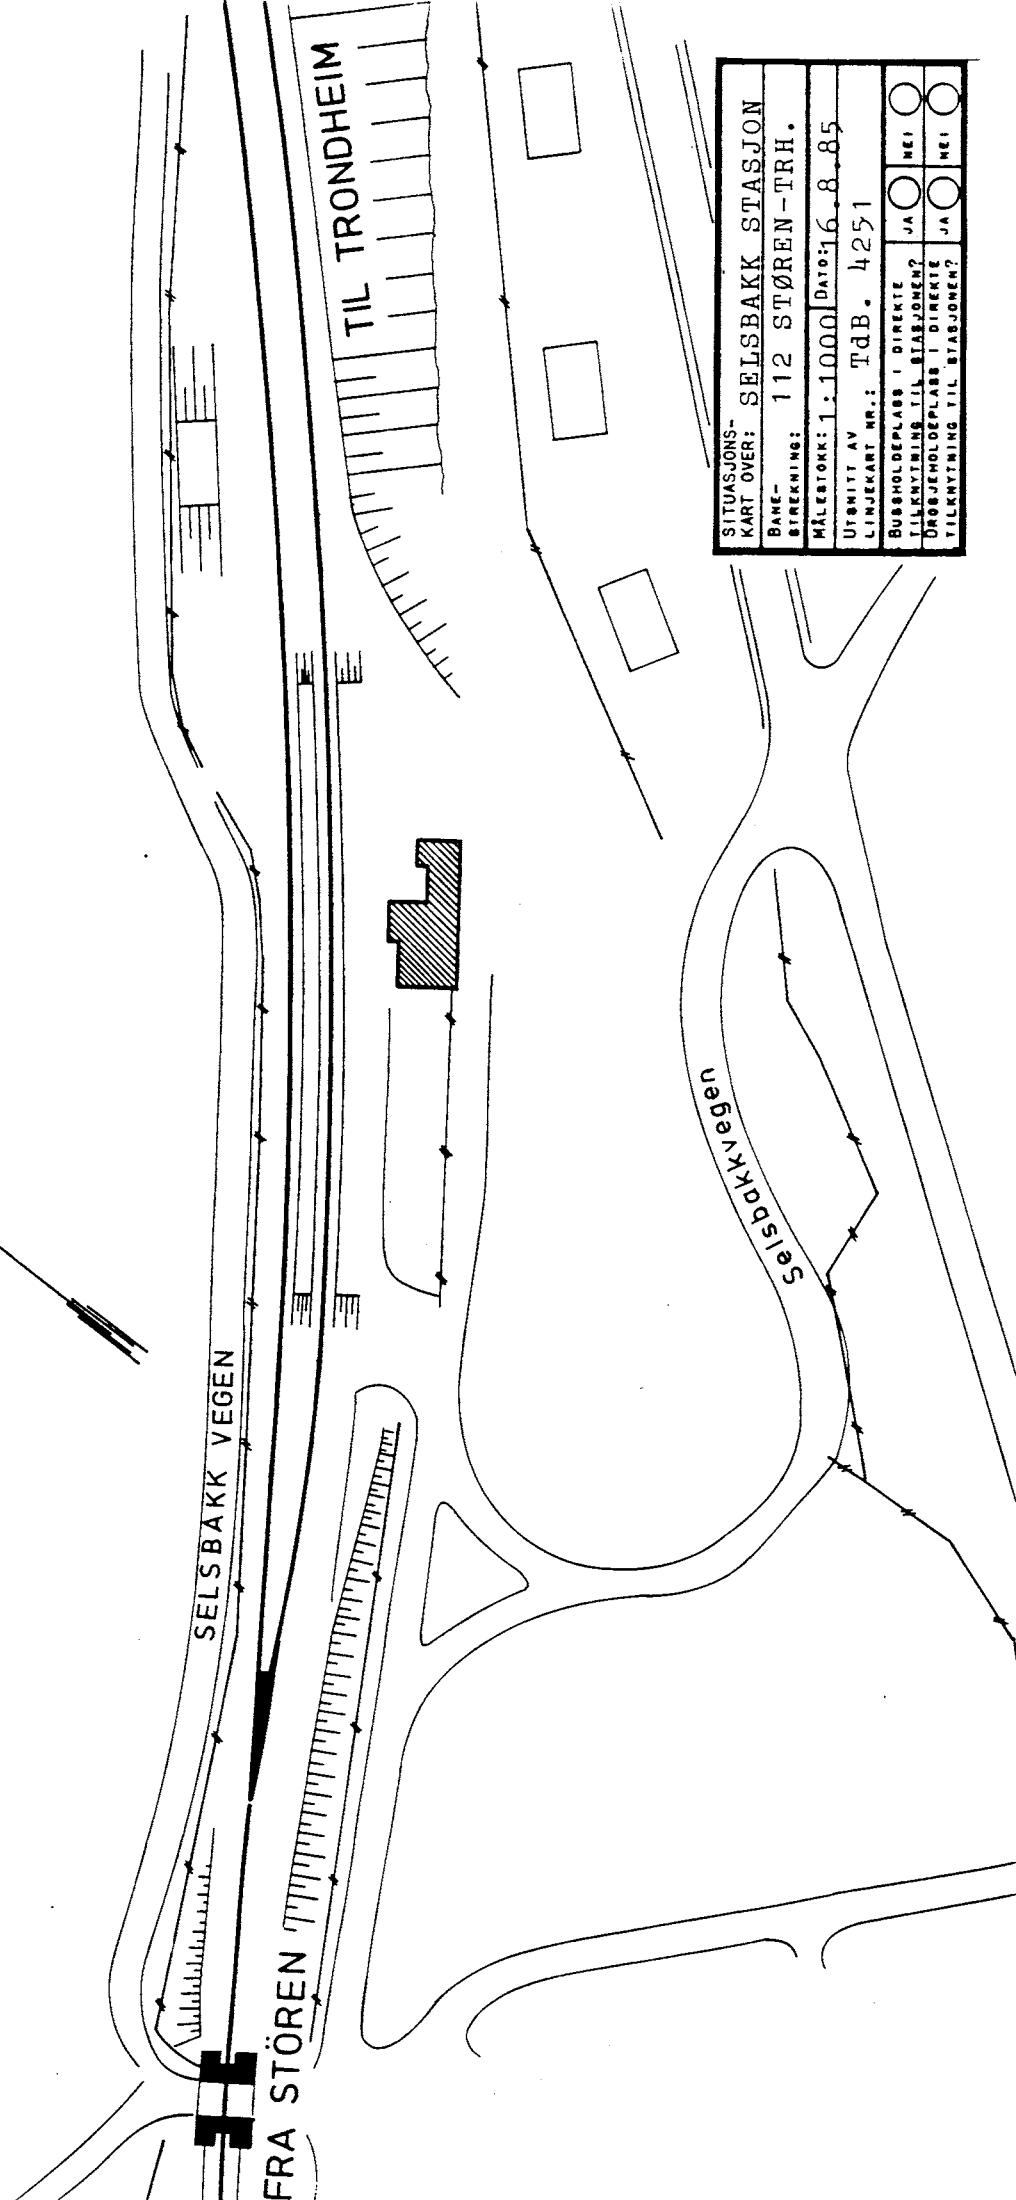 TIL TRONDHEIM
SITUASJONS-
KART OVER: SELSBAKK STASJON
BANE-
STREKNING: 112 STØREN-TRH.
MÅLESTOKK: 1:1000 DATO: 16.8.85
UTSNITT AV
LINJEKART NR.: TdB. 4251
BUSSHOLDEPLASS I DIREKTE
TILKNYTNING TIL STASJONEN? JA NEI
DROSJEHOLDEPLASS I DIREKTE
TILKNYTNING TIL STASJONEN? JA NEI
Selsbakkvegen
SELSBAKK VEGEN
FRA STÖREN